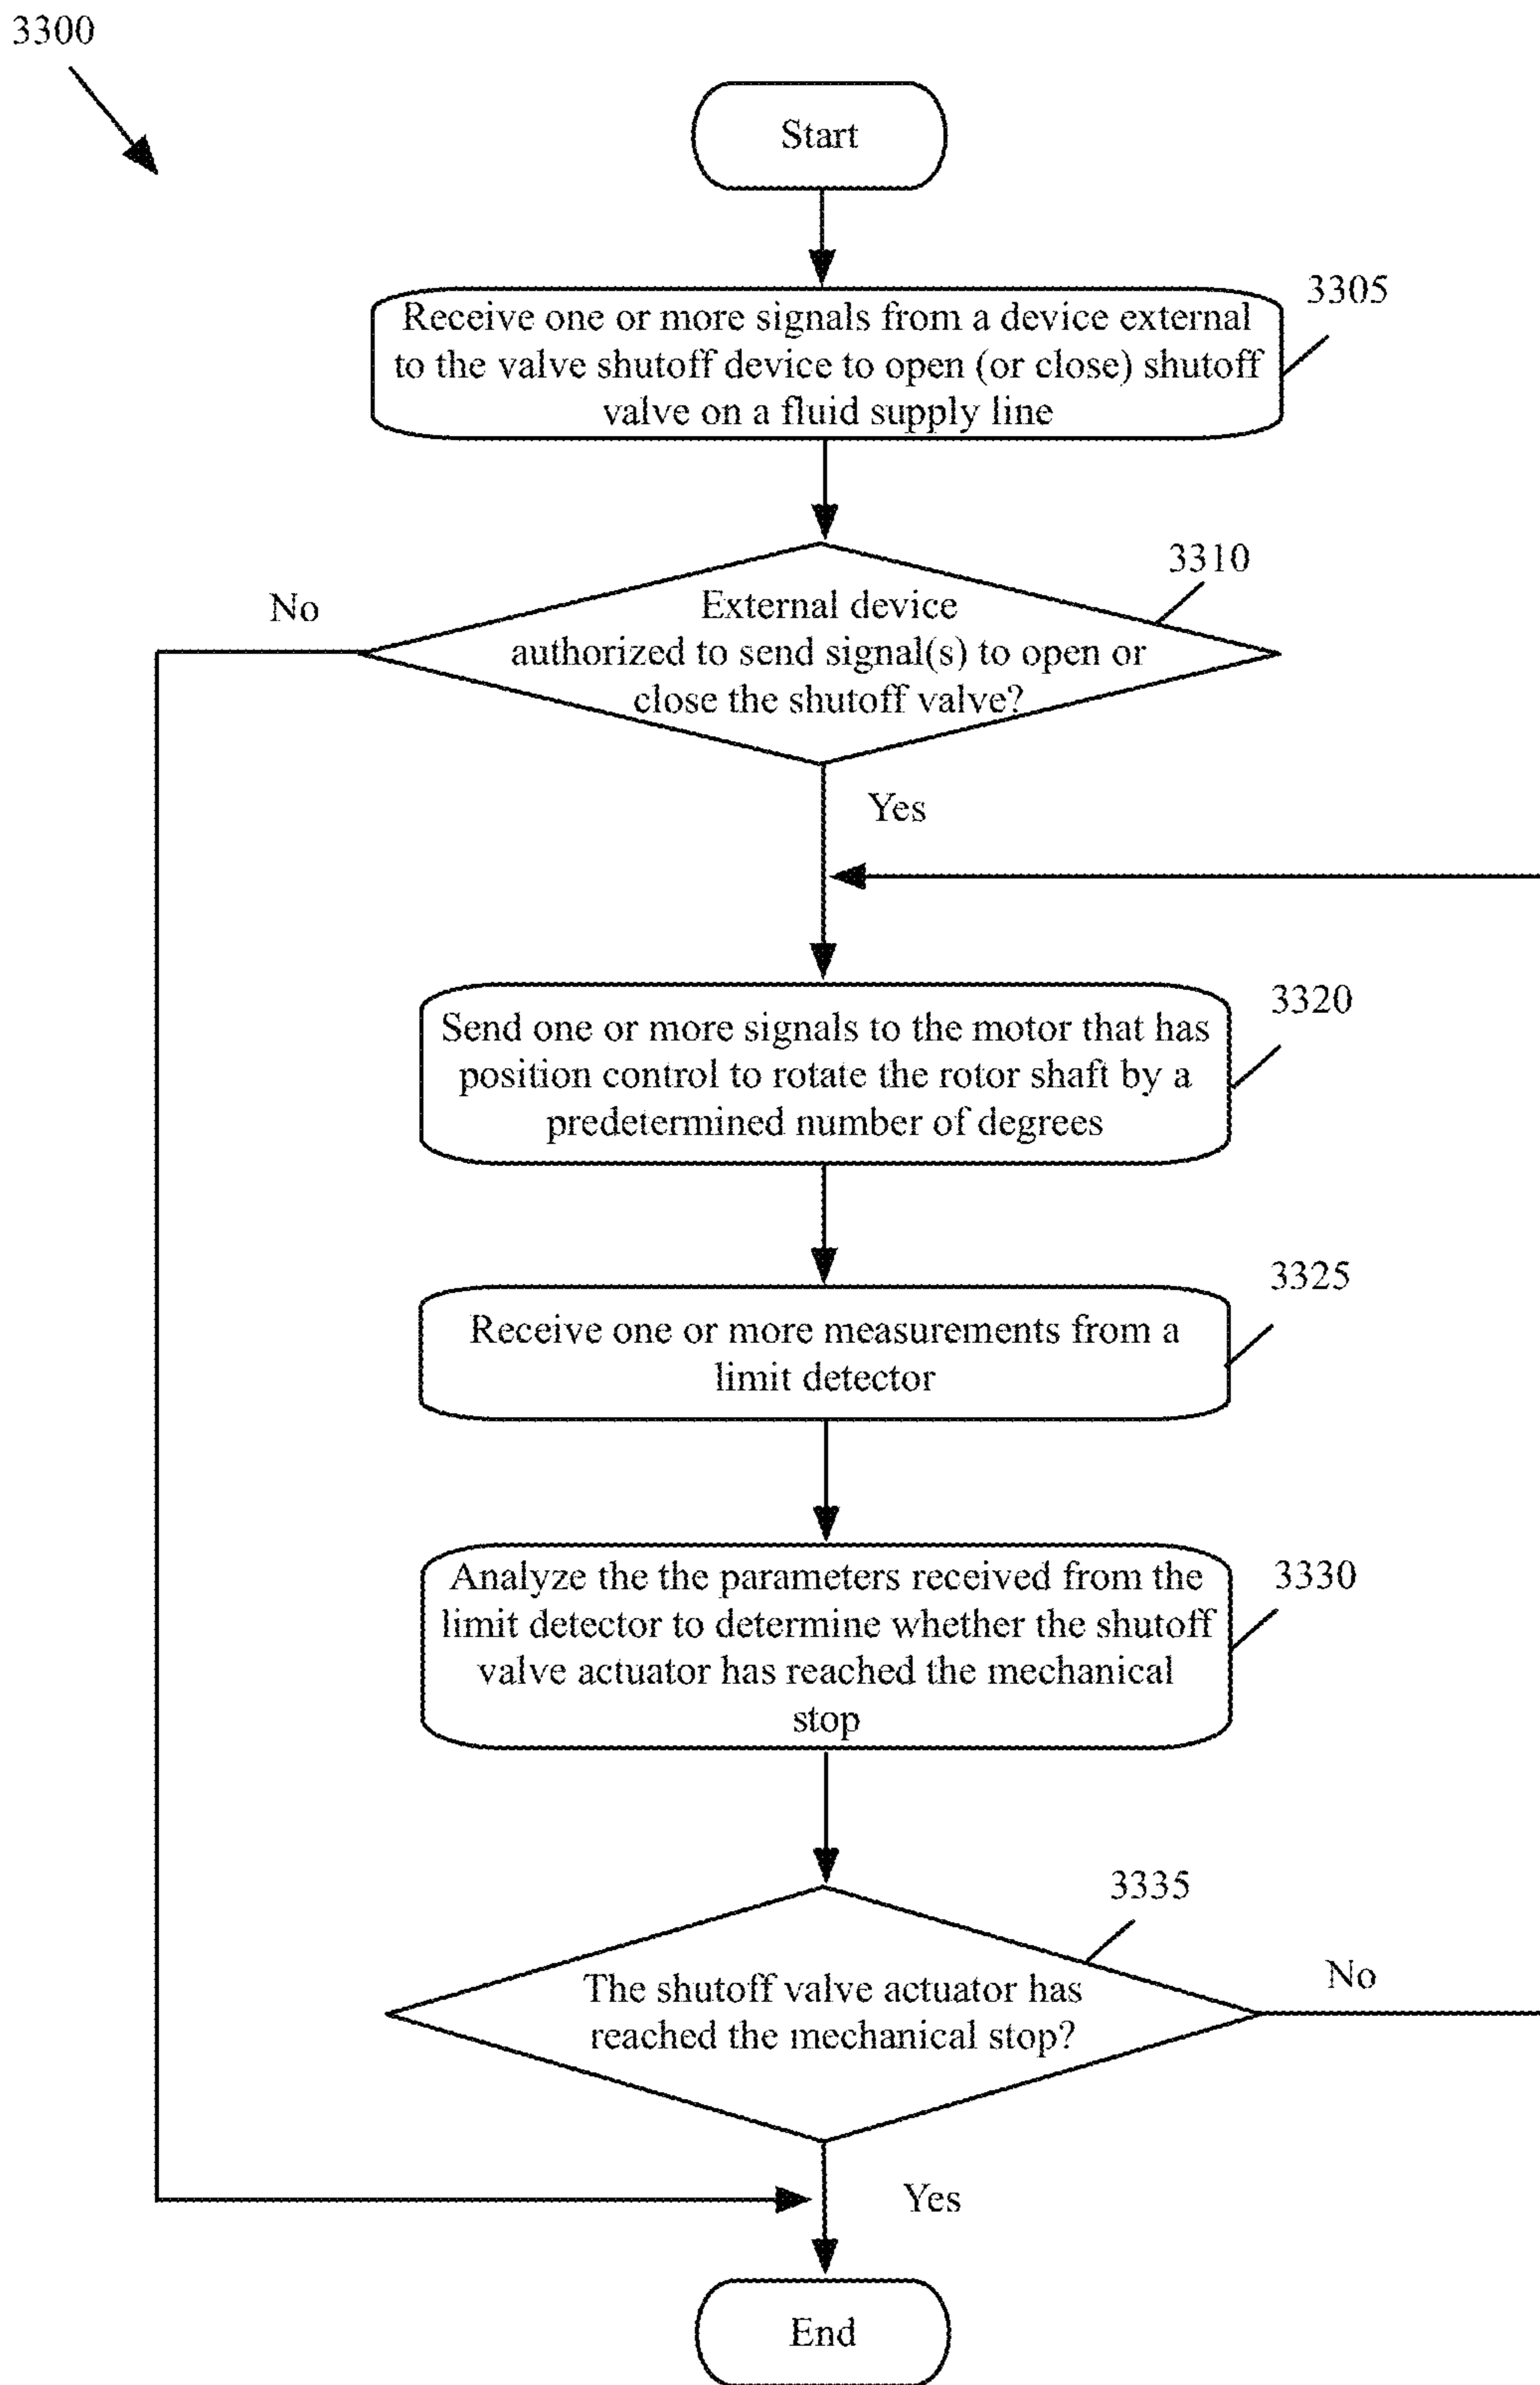 3300
Start
3305
Receive one or more signals from a device external
to the valve shutoff device to open (or close) shutoff
valve on a fluid supply line
3310
No
External device
authorized to send signal(s) to open or
close the shutoff valve?
Yes
3320
Send one or more signals to the motor that has
position control to rotate the rotor shaft by a
predetermined number of degrees
3325
Receive one or more measurements from a
limit detector
3330
Analyze the the parameters received from the
limit detector to determine whether the shutoff
valve actuator has reached the mechanical
stop
3335
The shutoff valve actuator has
reached the mechanical stop?
No
Yes
End